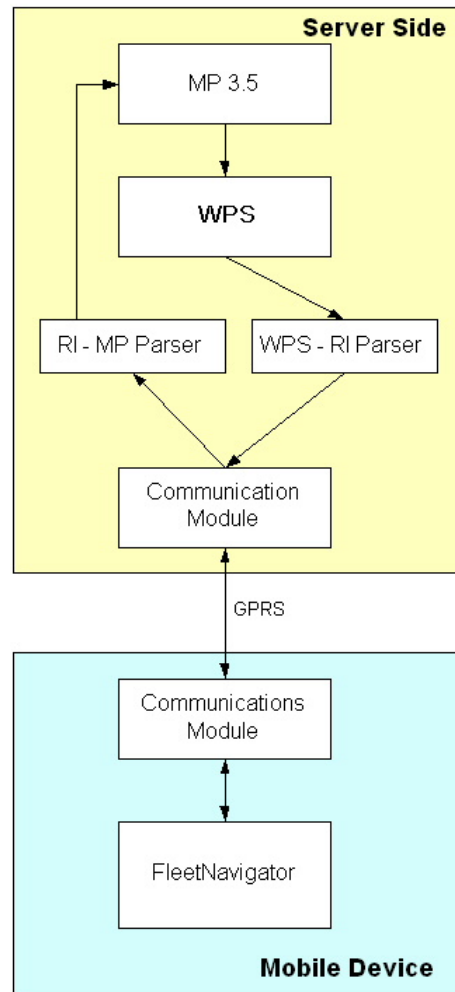 Server Side
MP 3.5
WPS
RI - MP Parser
WPS - RI Parser
Communication
Module
GPRS
Communications
Module
FleetNavigator
Mobile Device